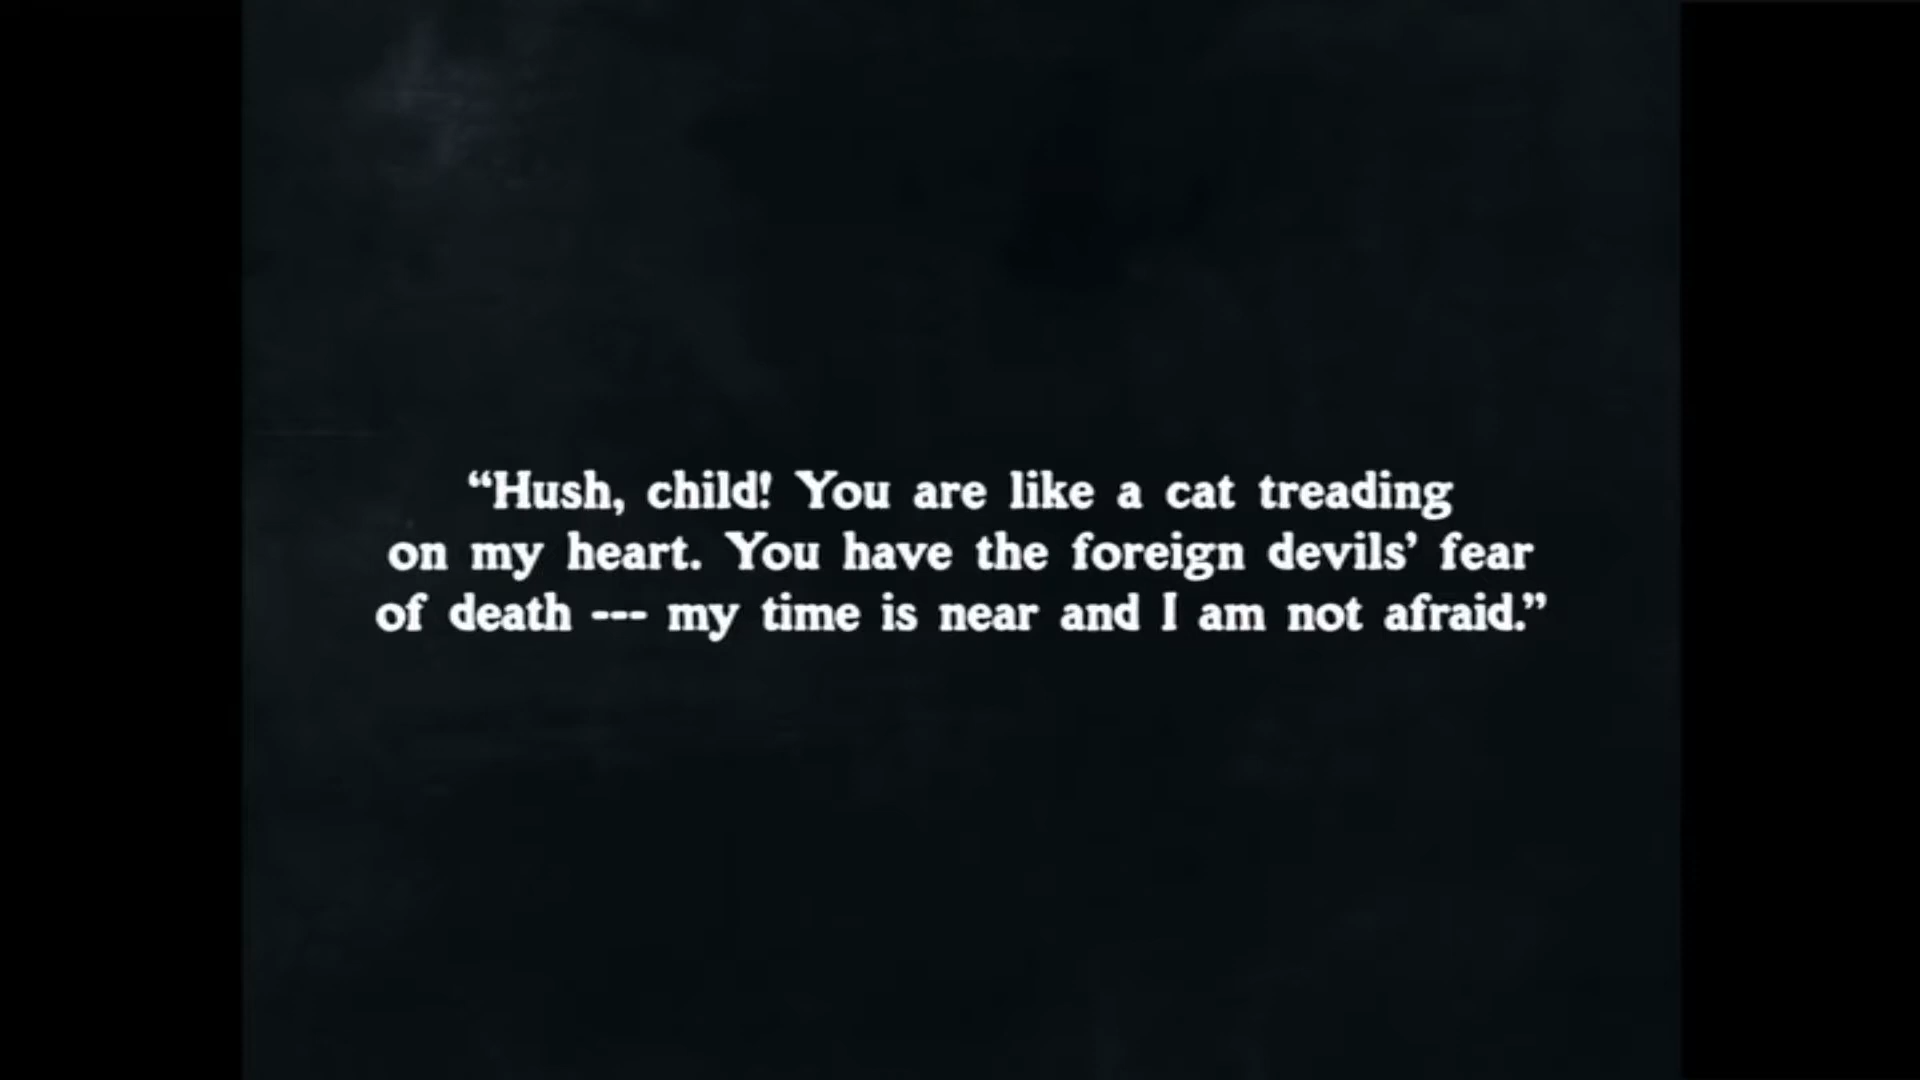 “Hush, child! You are like a cat treading
on my heart. You have the foreign devils’ fear
of death --- my time is near and I am not afraid.”